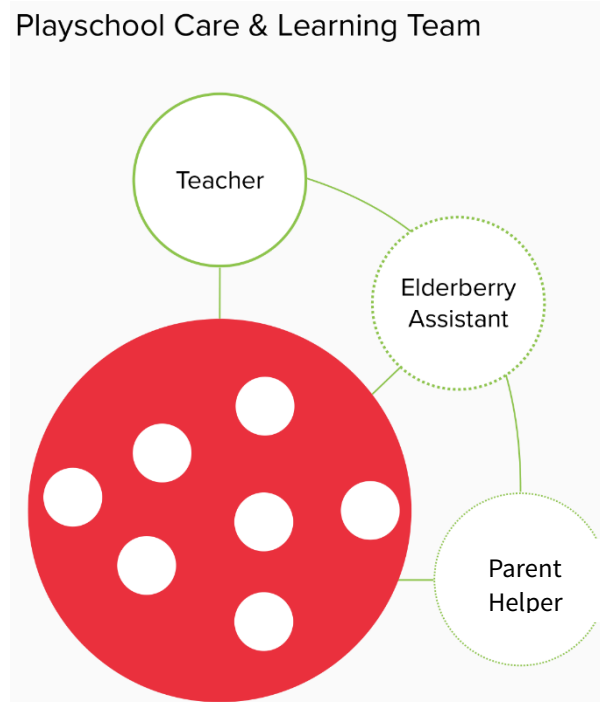 Playschool Care & Learning Team
Teacher
Elderberry
Assistant
Parent
Helper